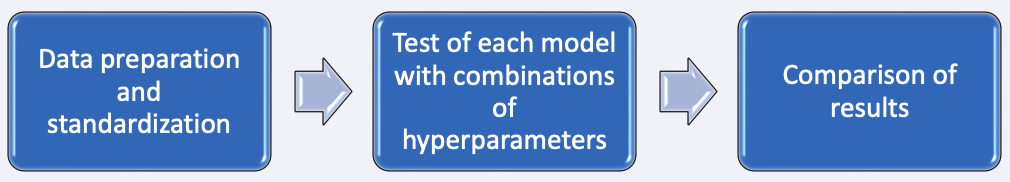 Data preparation
and
standardization
Test of each model
with combinations
of
hyperparameters
Comparison of
results